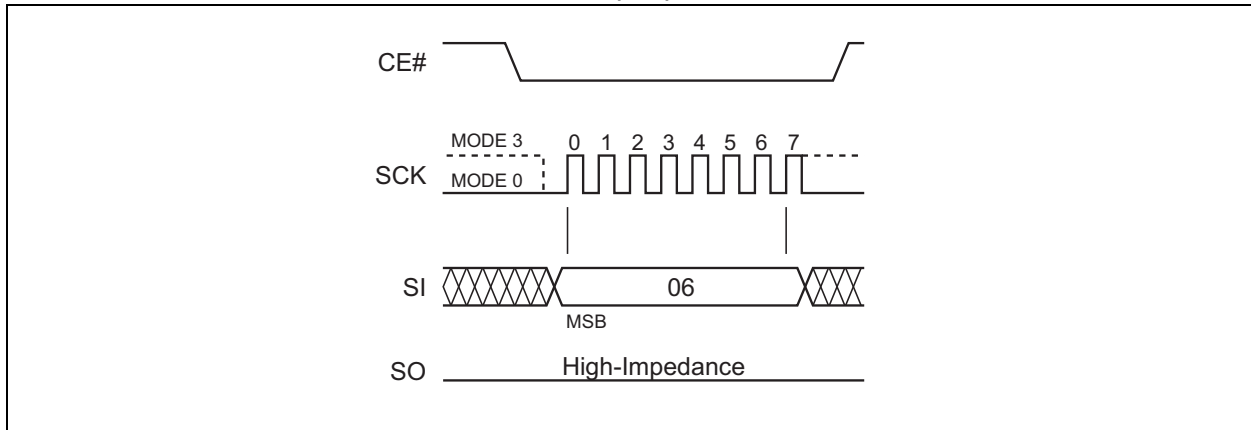 CE#
MODE 3
0 1 2 3 4 5 6 7
SCK
MODE 0
SI
06
MSB
SO
High-Impedance